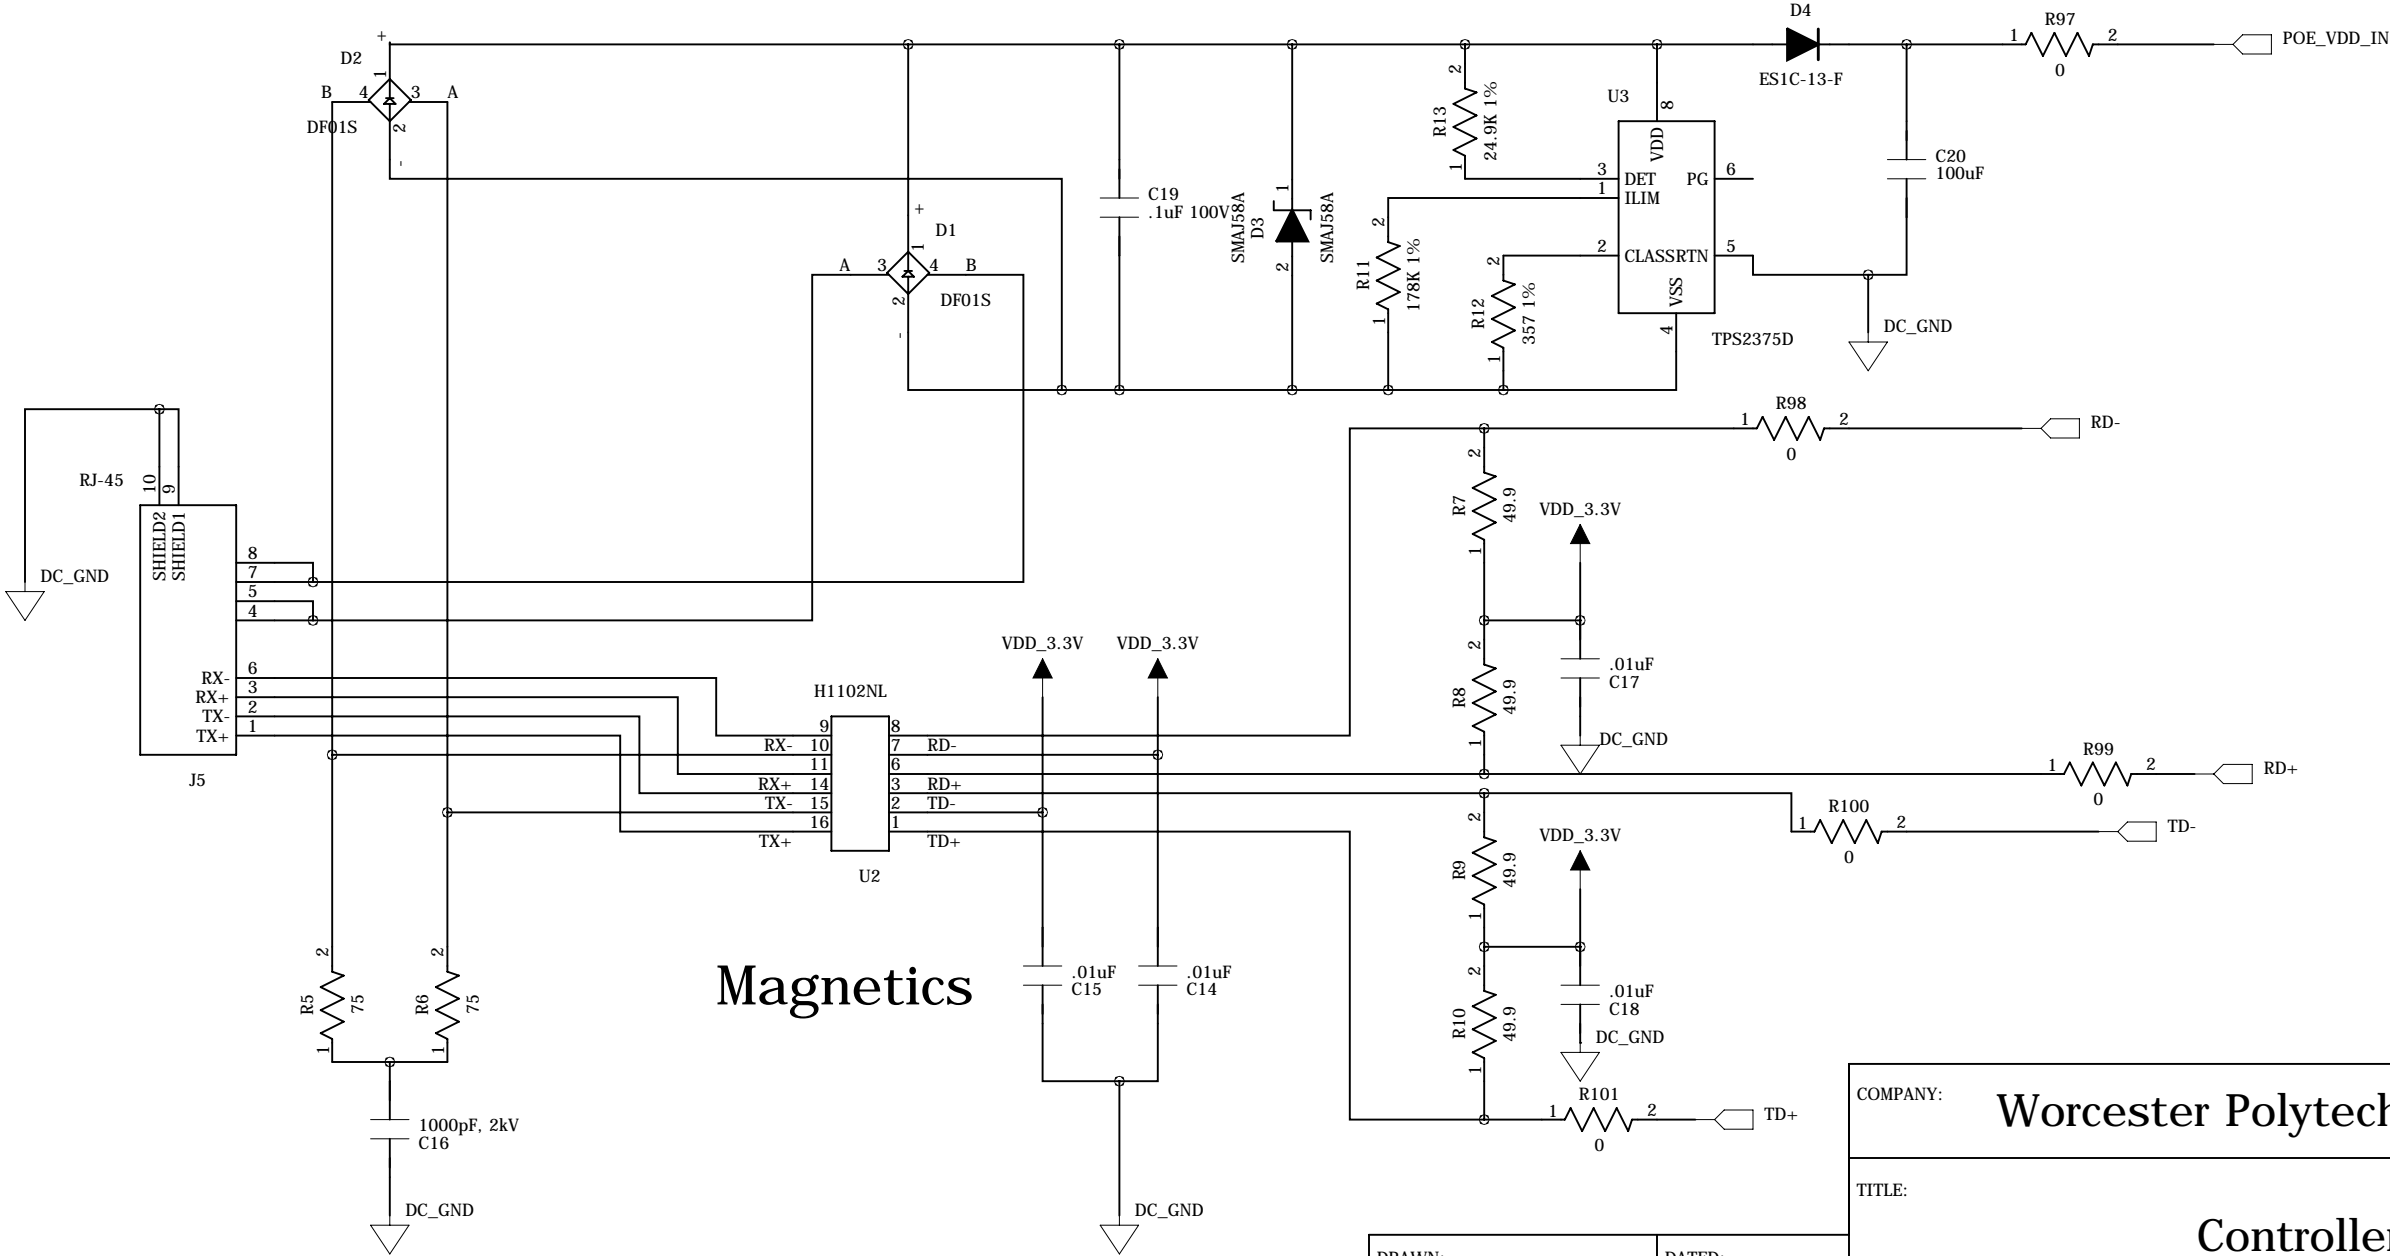 D4
R97
1
2
0
POE_VDD_IN
ES1C-13-F
+
D2
1
B
4
3
A
DF01S
2
-
2
R13
24.9K 1%
1
U3
8
VDD
3
DET
PG
6
1
ILIM
2
CLASS
RTN
5
VSS
4
TPS2375D
C20
100uF
DC_GND
C19
.1uF 100V
SMAJ58A
D3
1
2
SMAJ58A
2
R11
178K 1%
1
2
R12
357 1%
1
+
D1
1
A
3
4
B
2
DF01S
-
RJ-45
10
9
SHIELD2
SHIELD1
DC_GND
8
7
5
4
RX-
6
RX+
3
TX-
2
TX+
1
J5
H1102NL
9
8
RX-
10
7
RD-
11
6
RX+
14
3
RD+
TX-
15
2
TD-
16
1
TX+
TD+
U2
VDD_3.3V
VDD_3.3V
R98
1
2
0
RD-
2
R7
49.9
1
VDD_3.3V
2
R8
49.9
1
.01uF
C17
DC_GND
R99
1
2
0
RD+
R100
1
2
0
TD-
2
R9
49.9
1
VDD_3.3V
2
R10
49.9
1
.01uF
C18
DC_GND
R101
1
2
0
TD+
2
R5
75
1
2
R6
75
1
Magnetics
.01uF
C15
.01uF
C14
1000pF, 2kV
C16
DC_GND
DC_GND
COMPANY:
Worcester Polytech
TITLE:
Controller
DRAWN:
DATED: